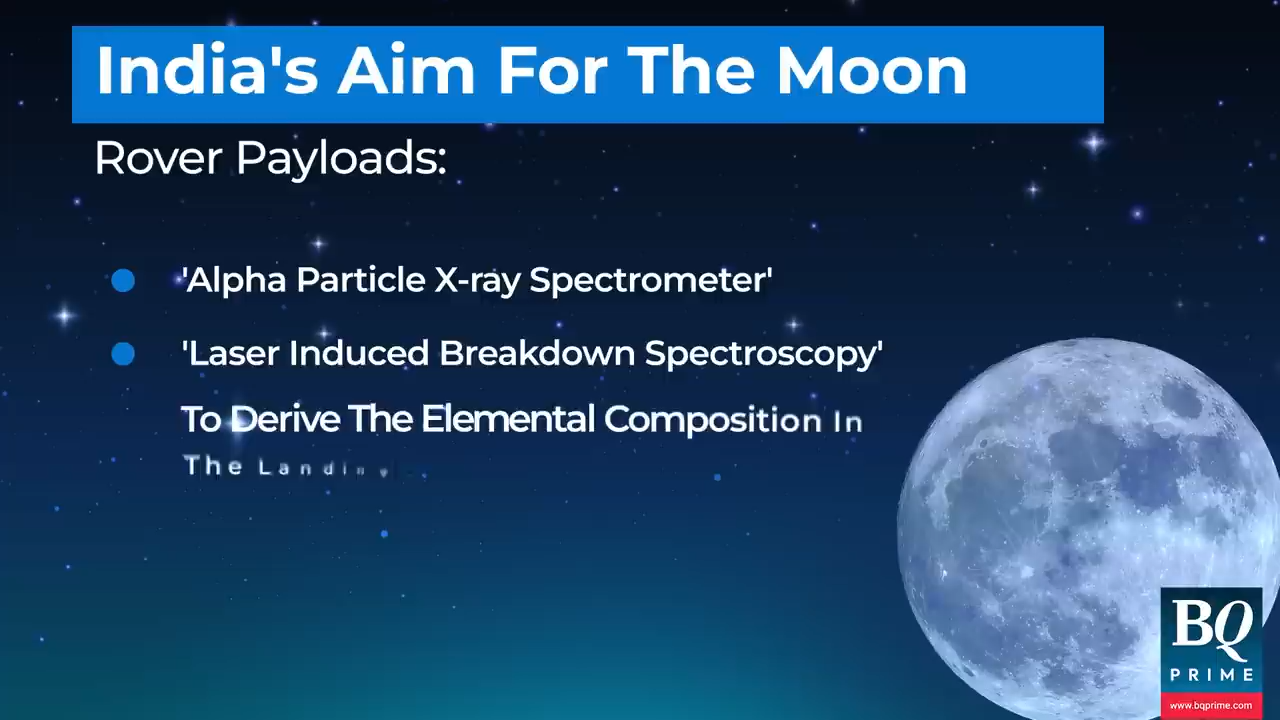 India's Aim For The Moon
Rover Payloads:
'Alpha Particle X-ray Spectrometer'
'Laser Induced Breakdown Spectroscopy'
To Derive The Elemental Composition In
The
BQ
PRIME
www.bqprime.com